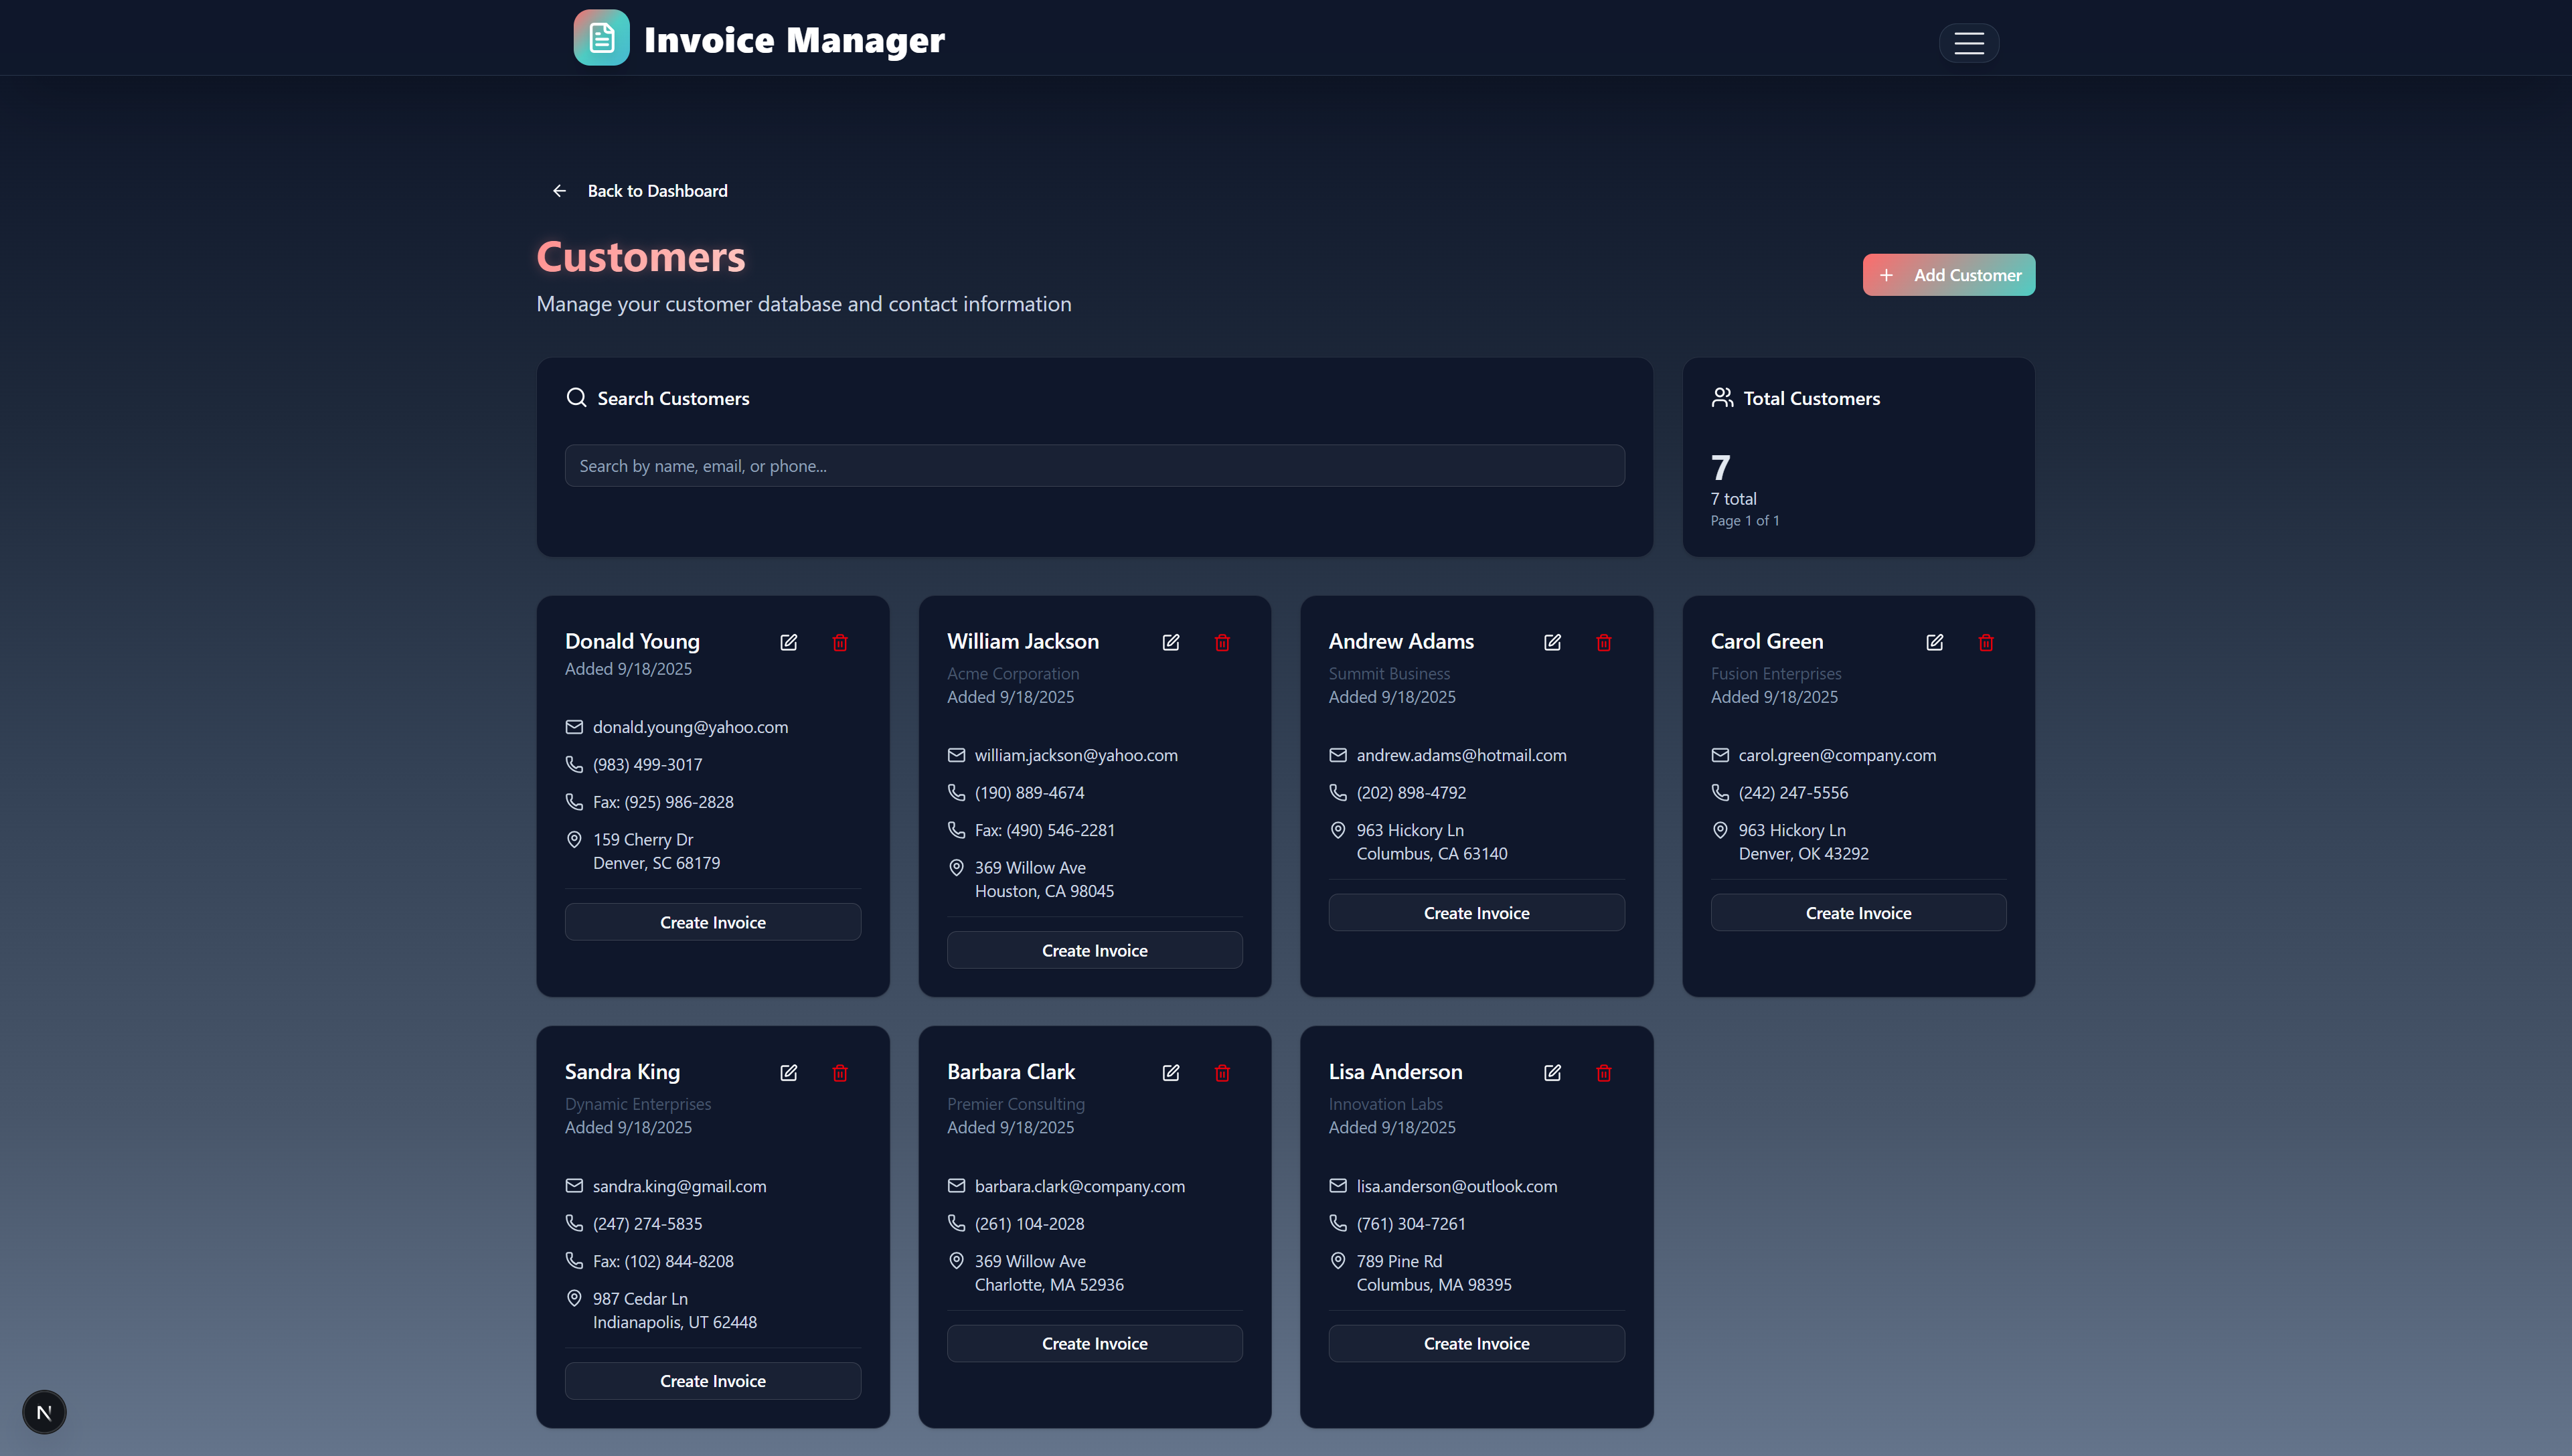 Invoice Manager
Back to Dashboard
Customers
Manage your customer database and contact information
Add Customer
Search Customers
Search by name, email, or phone...
Total Customers
7
7 total
Page 1 of 1
Donald Young
Added 9/18/2025
donald.young@yahoo.com
(983) 499-3017
Fax: (925) 986-2828
159 Cherry Dr
Denver, SC 68179
Create Invoice
William Jackson
Acme Corporation
Added 9/18/2025
william.jackson@yahoo.com
(190) 889-4674
Fax: (490) 546-2281
369 Willow Ave
Houston, CA 98045
Create Invoice
Andrew Adams
Summit Business
Added 9/18/2025
andrew.adams@hotmail.com
(202) 898-4792
963 Hickory Ln
Columbus, CA 63140
Create Invoice
Carol Green
Fusion Enterprises
Added 9/18/2025
carol.green@company.com
(242) 247-5556
963 Hickory Ln
Denver, OK 43292
Create Invoice
Sandra King
Dynamic Enterprises
Added 9/18/2025
sandra.king@gmail.com
(247) 274-5835
Fax: (102) 844-8208
987 Cedar Ln
Indianapolis, UT 62448
Create Invoice
Barbara Clark
Premier Consulting
Added 9/18/2025
barbara.clark@company.com
(261) 104-2028
369 Willow Ave
Charlotte, MA 52936
Create Invoice
Lisa Anderson
Innovation Labs
Added 9/18/2025
lisa.anderson@outlook.com
(761) 304-7261
789 Pine Rd
Columbus, MA 98395
Create Invoice
N